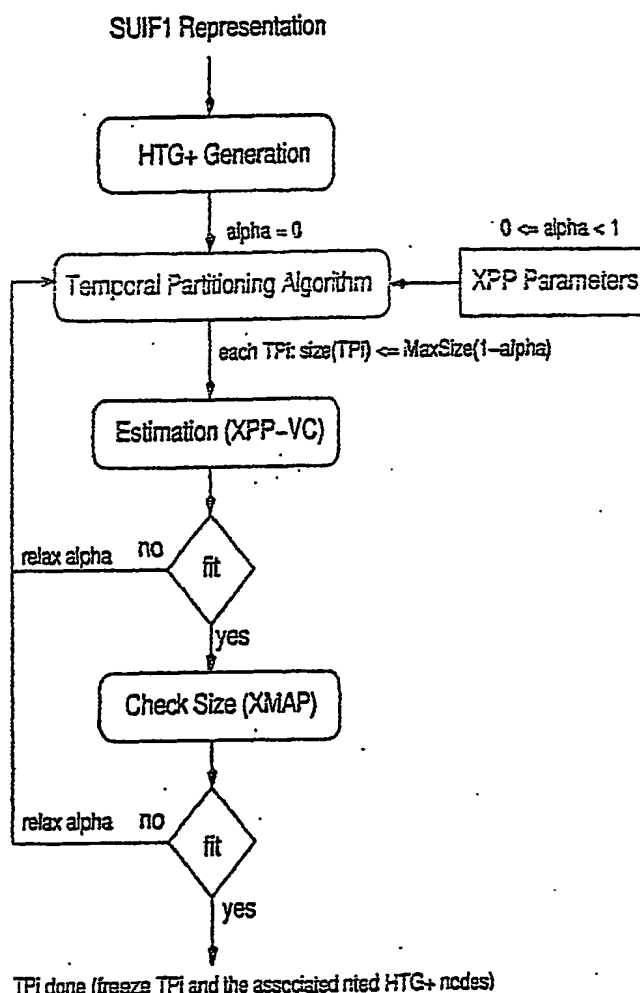 SUIF1 Representation
HTG+ Generation
alpha = 0
0 <= alpha < 1
Temporal Partitioning Algorithm
XPP Parameters
each TPi: size(TPi) <= MaxSize(1-alpha)
Estimation (XPP-VC)
relax alpha
no
fit
yes
Check Size (XMAP)
relax alpha
no
fit
yes
TPi done (freeze TPi and the associated nted HTG+ nodes)